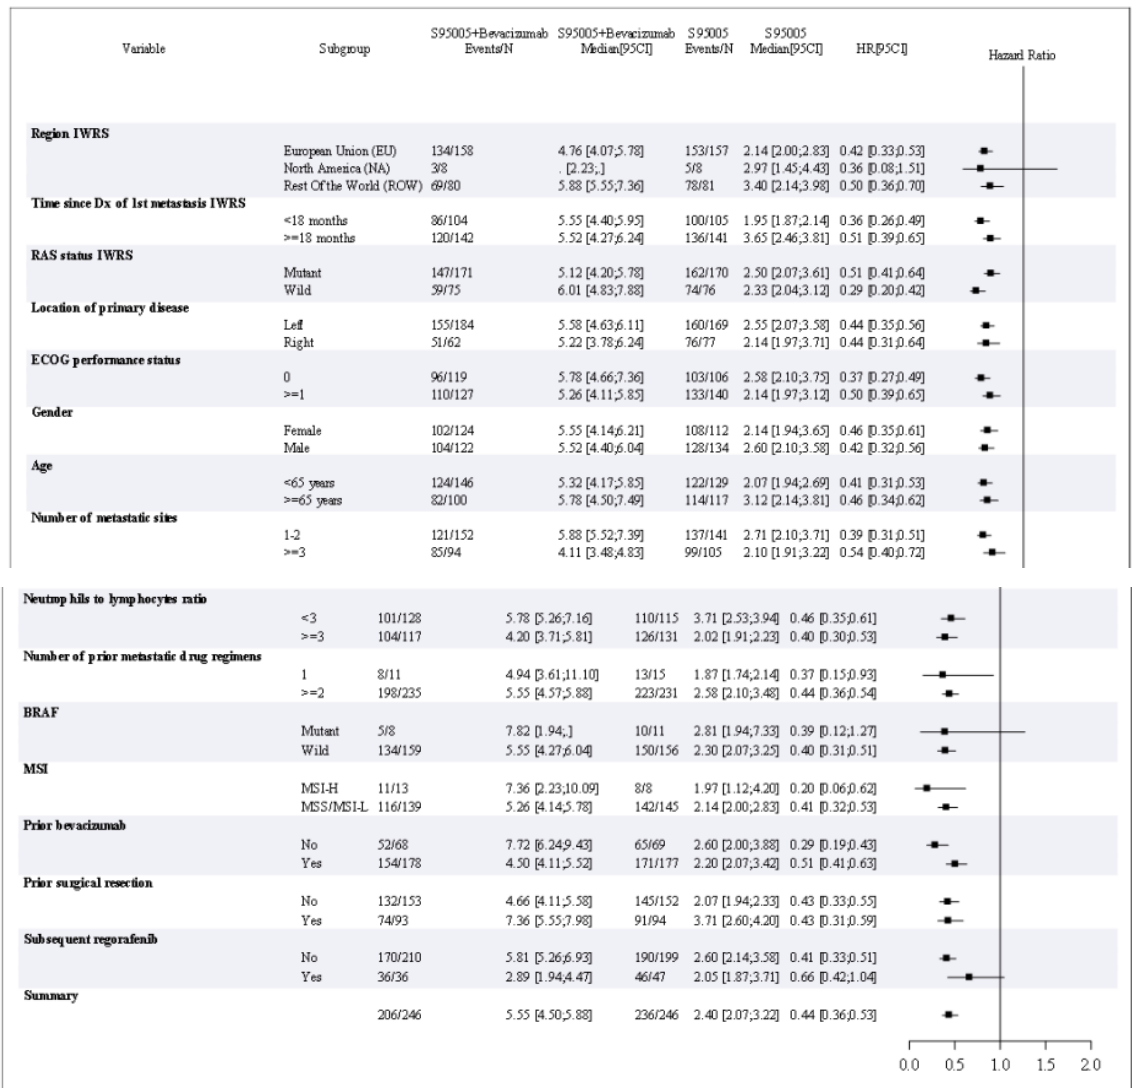 S95005+Bevacizumab S95005+Bevacizumab S95005 S95005
Variable Subgroup Events/N Median[95CI] Events/N Median[95CI] HR[95CI] Hazard Ratio
Region IWRS
European Union (EU) 134/158 4.76 [4.07;5.78] 153/157 2.14 [2.00;2.83] 0.42 [0.33;0.53]
North America (NA) 3/8 . [2.23;.] 5/8 2.97 [1.45;4.43] 0.36 [0.08;1.51]
Rest Of the World (ROW) 69/80 5.88 [5.55;7.36] 78/81 3.40 [2.14;3.98] 0.50 [0.36;0.70]
Time since Dx of 1st metastasis IWRS
<18 months 86/104 5.55 [4.40;5.95] 100/105 1.95 [1.87;2.14] 0.36 [0.26;0.49]
>=18 months 120/142 5.52 [4.27;6.24] 136/141 3.65 [2.46;3.81] 0.51 [0.39;0.65]
RAS status IWRS
Mutant 147/171 5.12 [4.20;5.78] 162/170 2.50 [2.07;3.61] 0.51 [0.41;0.64]
Wild 59/75 6.01 [4.83;7.88] 74/76 2.33 [2.04;3.12] 0.29 [0.20;0.42]
Location of primary disease
Left 155/184 5.58 [4.63;6.11] 160/169 2.55 [2.07;3.58] 0.44 [0.35;0.56]
Right 51/62 5.22 [3.78;6.24] 76/77 2.14 [1.97;3.71] 0.44 [0.31;0.64]
ECOG performance status
0 96/119 5.78 [4.66;7.36] 103/106 2.58 [2.10;3.75] 0.37 [0.27;0.49]
>=1 110/127 5.26 [4.11;5.85] 133/140 2.14 [1.97;3.12] 0.50 [0.39;0.65]
Gender
Female 102/124 5.55 [4.14;6.21] 108/112 2.14 [1.94;3.65] 0.46 [0.35;0.61]
Male 104/122 5.52 [4.40;6.04] 128/134 2.60 [2.10;3.58] 0.42 [0.32;0.56]
Age
<65 years 124/146 5.32 [4.17;5.85] 122/129 2.07 [1.94;2.69] 0.41 [0.31;0.53]
>=65 years 82/100 5.78 [4.50;7.49] 114/117 3.12 [2.14;3.81] 0.46 [0.34;0.62]
Number of metastatic sites
1-2 121/152 5.88 [5.52;7.39] 137/141 2.71 [2.10;3.71] 0.39 [0.31;0.51]
>=3 85/94 4.11 [3.48;4.83] 99/105 2.10 [1.91;3.22] 0.54 [0.40;0.72]
Neutrophils to lymphocytes ratio
<3 101/128 5.78 [5.26;7.16] 110/115 3.71 [2.53;3.94] 0.46 [0.35;0.61]
>=3 104/117 4.20 [3.71;5.81] 126/131 2.02 [1.91;2.23] 0.40 [0.30;0.53]
Number of prior metastatic drug regimens
1 8/11 4.94 [3.61;11.10] 13/15 1.87 [1.74;2.14] 0.37 [0.15;0.93]
>=2 198/235 5.55 [4.57;5.88] 223/231 2.58 [2.10;3.48] 0.44 [0.36;0.54]
BRAF
Mutant 5/8 7.82 [1.94;.] 10/11 2.81 [1.94;7.33] 0.39 [0.12;1.27]
Wild 134/159 5.55 [4.27;6.04] 150/156 2.30 [2.07;3.25] 0.40 [0.31;0.51]
MSI
MSI-H 11/13 7.36 [2.23;10.09] 8/8 1.97 [1.12;4.20] 0.20 [0.06;0.62]
MSS/MSI-L 116/139 5.26 [4.14;5.78] 142/145 2.14 [2.00;2.83] 0.41 [0.32;0.53]
Prior bevacizumab
No 52/68 7.72 [6.24;9.43] 65/69 2.60 [2.00;3.88] 0.29 [0.19;0.43]
Yes 154/178 4.50 [4.11;5.52] 171/177 2.20 [2.07;3.42] 0.51 [0.41;0.63]
Prior surgical resection
No 132/153 4.66 [4.11;5.58] 145/152 2.07 [1.94;2.33] 0.43 [0.33;0.55]
Yes 74/93 7.36 [5.55;7.98] 91/94 3.71 [2.60;4.20] 0.43 [0.31;0.59]
Subsequent regorafenib
No 170/210 5.81 [5.26;6.93] 190/199 2.60 [2.14;3.58] 0.41 [0.33;0.51]
Yes 36/36 2.89 [1.94;4.47] 46/47 2.05 [1.87;3.71] 0.66 [0.42;1.04]
Summary
206/246 5.55 [4.50;5.88] 236/246 2.40 [2.07;3.22] 0.44 [0.36;0.53]
0.0 0.5 1.0 1.5 2.0